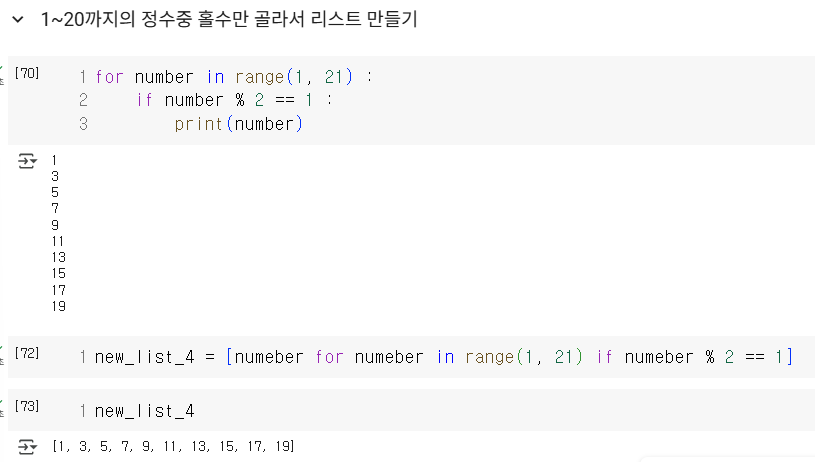 1~20까지의 정수중 홀수만 골라서 리스트 만들기
[70]
1 for number in range(1, 21) :
2     if number % 2 == 1 :
3         print(number)
1
3
5
7
9
11
13
15
17
19
[72]
1 new_list_4 = [numeber for numeber in range(1, 21) if numeber % 2 == 1]
[73]
1 new_list_4
[1, 3, 5, 7, 9, 11, 13, 15, 17, 19]